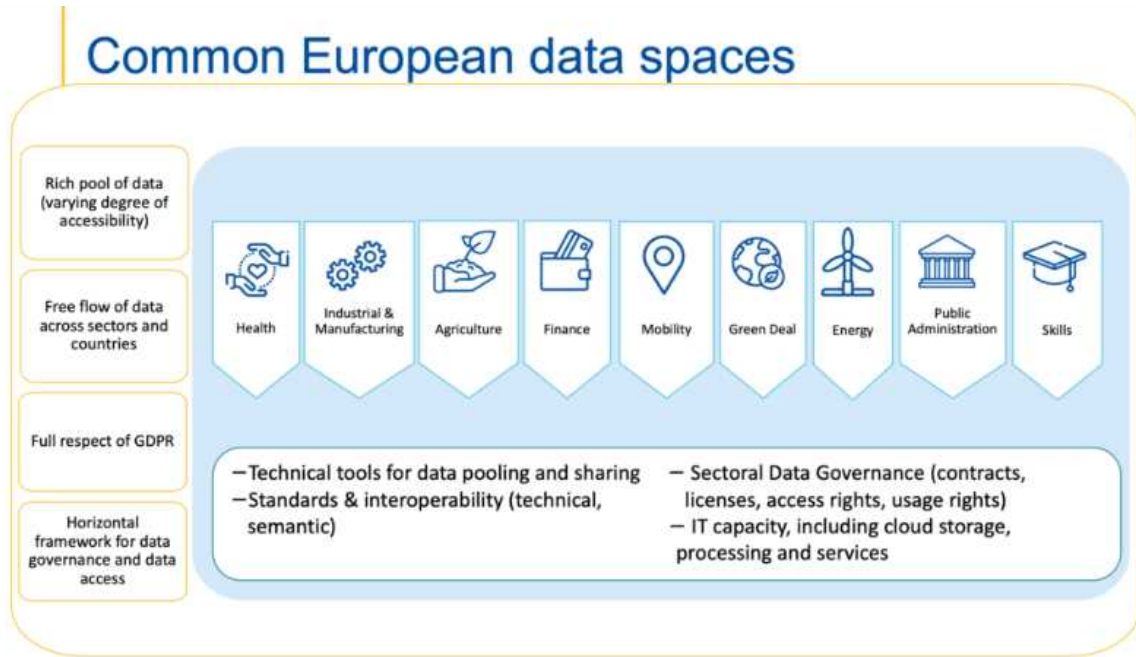 Common European data spaces
Rich pool of data
(varying degree of
accessibility)
Free flow of data
across sectors and
countries
Full respect of GDPR
Horizontal
framework for data
governance and data
access
Health
Industrial &
Manufacturing
Agriculture
Finance
Mobility
Green Deal
Energy
Public
Administration
Skills
–Technical tools for data pooling and sharing
–Standards & interoperability (technical,
semantic)
– Sectoral Data Governance (contracts,
licenses, access rights, usage rights)
– IT capacity, including cloud storage,
processing and services